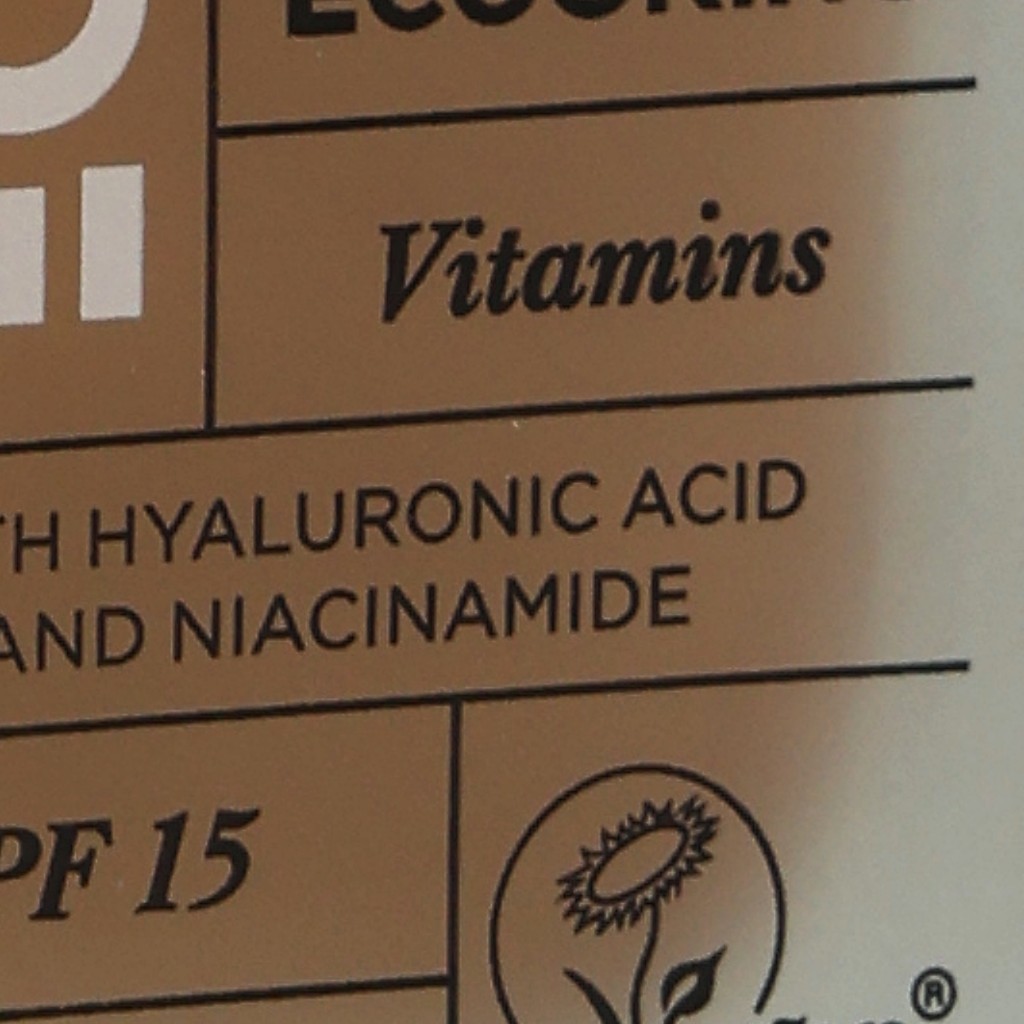 Vitamins
TH HYALURONIC ACID
AND NIACINAMIDE
PF 15
®